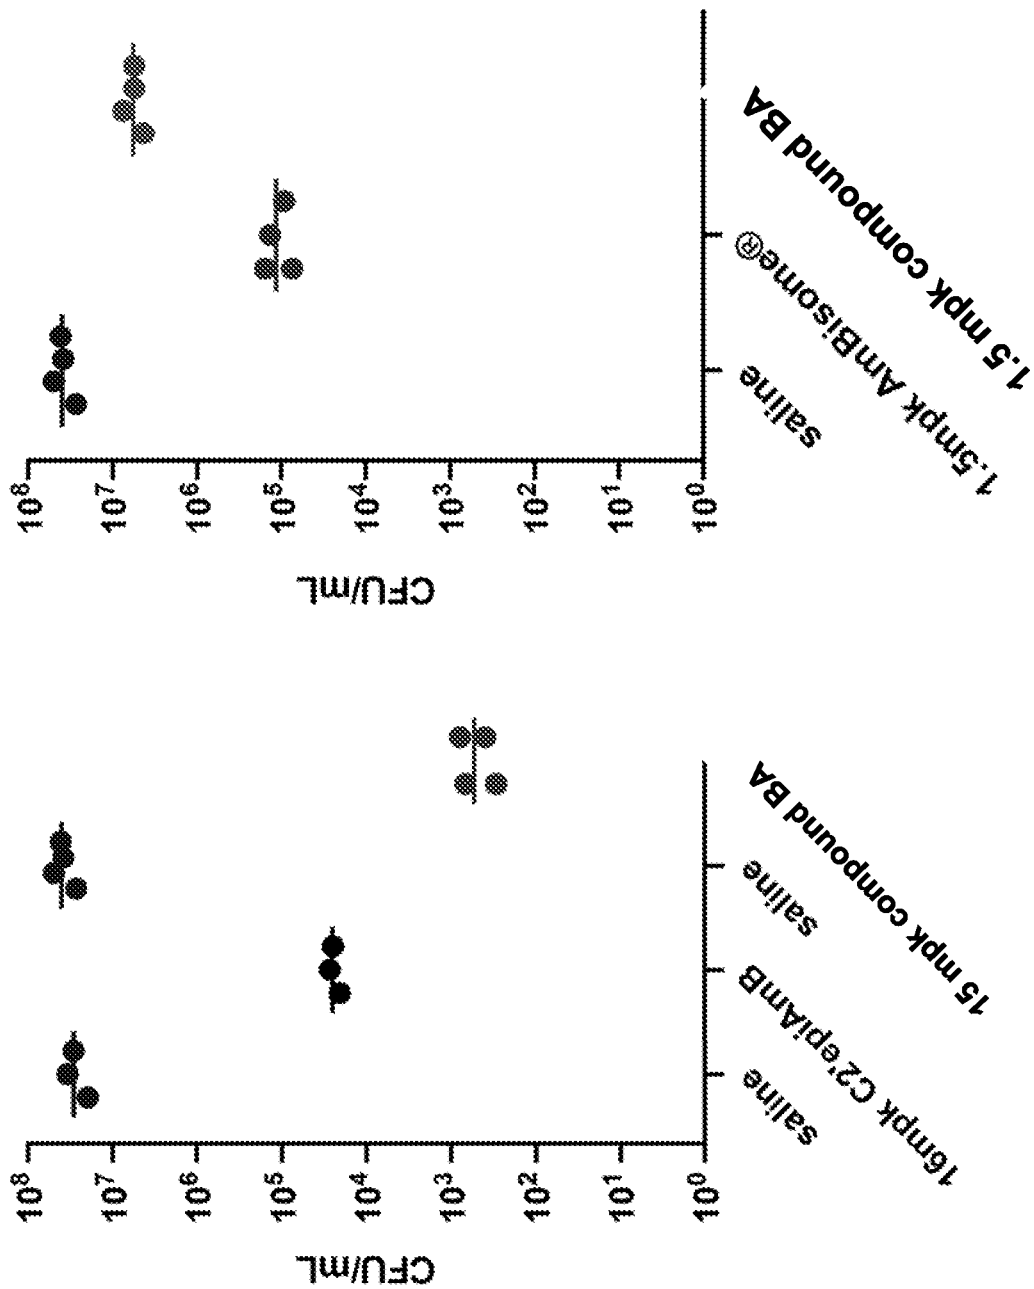 CFU/mL
10⁸
10⁷
10⁶
10⁵
10⁴
10³
10²
10¹
10⁰
saline
16mpk C2'epiAmB
saline
15 mpk compound BA
CFU/mL
10⁸
10⁷
10⁶
10⁵
10⁴
10³
10²
10¹
10⁰
saline
1.5mpk AmBisome®
1.5 mpk compound BA